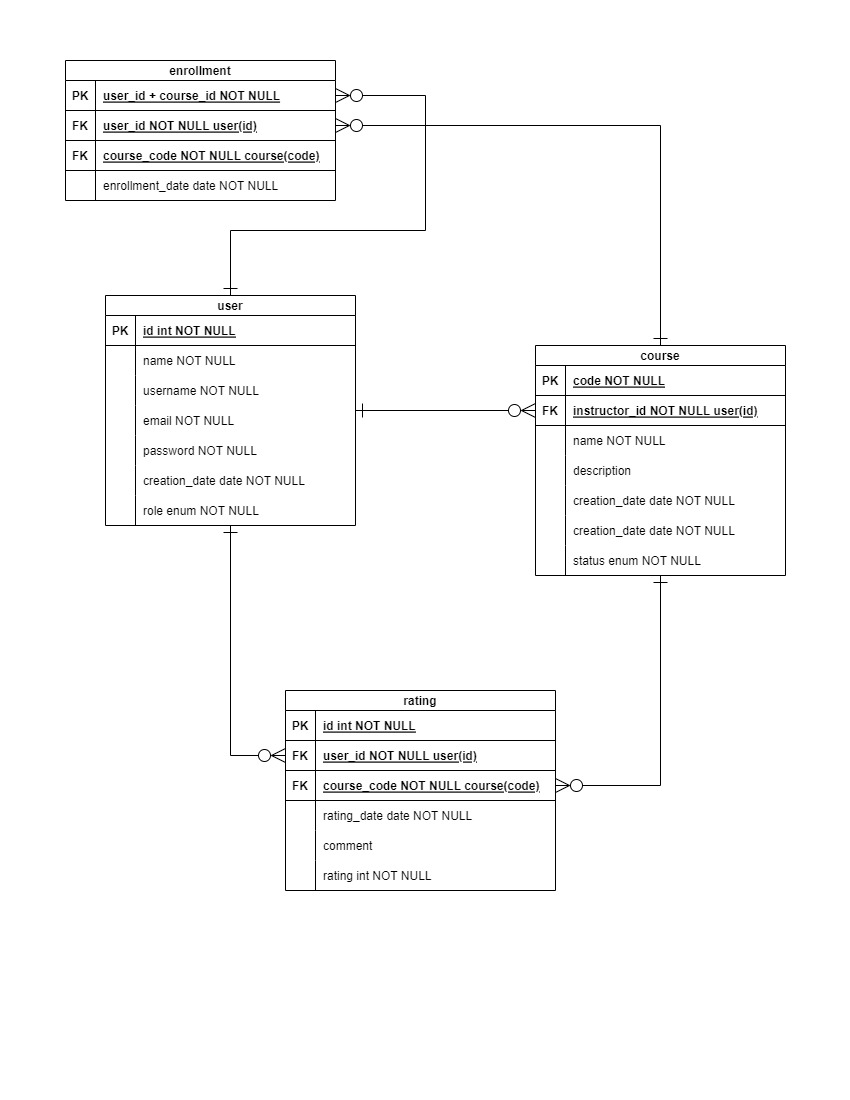 enrollment
PK user_id + course_id NOT NULL
FK user_id NOT NULL user(id)
FK course_code NOT NULL course(code)
enrollment_date date NOT NULL
user
PK id int NOT NULL
name NOT NULL
username NOT NULL
email NOT NULL
password NOT NULL
creation_date date NOT NULL
role enum NOT NULL
course
PK code NOT NULL
FK instructor_id NOT NULL user(id)
name NOT NULL
description
creation_date date NOT NULL
creation_date date NOT NULL
status enum NOT NULL
rating
PK id int NOT NULL
FK user_id NOT NULL user(id)
FK course_code NOT NULL course(code)
rating_date date NOT NULL
comment
rating int NOT NULL